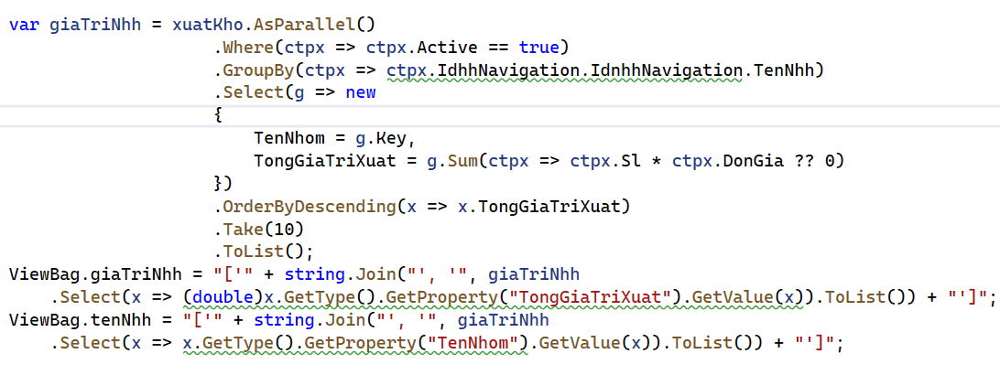 var giaTriNhh = xuatKho.AsParallel()
.Where(ctpx => ctpx.Active == true)
.GroupBy(ctpx => ctpx.IdhhNavigation.IdnhhNavigation.TenNhh)
.Select(g => new
{
TenNhom = g.Key,
TongGiaTriXuat = g.Sum(ctpx => ctpx.Sl * ctpx.DonGia ?? 0)
})
.OrderByDescending(x => x.TongGiaTriXuat)
.Take(10)
.ToList();
ViewBag.giaTriNhh = "['" + string.Join("', '", giaTriNhh
.Select(x => (double)x.GetType().GetProperty("TongGiaTriXuat").GetValue(x)).ToList()) + "']";
ViewBag.tenNhh = "['" + string.Join("', '", giaTriNhh
.Select(x => x.GetType().GetProperty("TenNhom").GetValue(x)).ToList()) + "']";